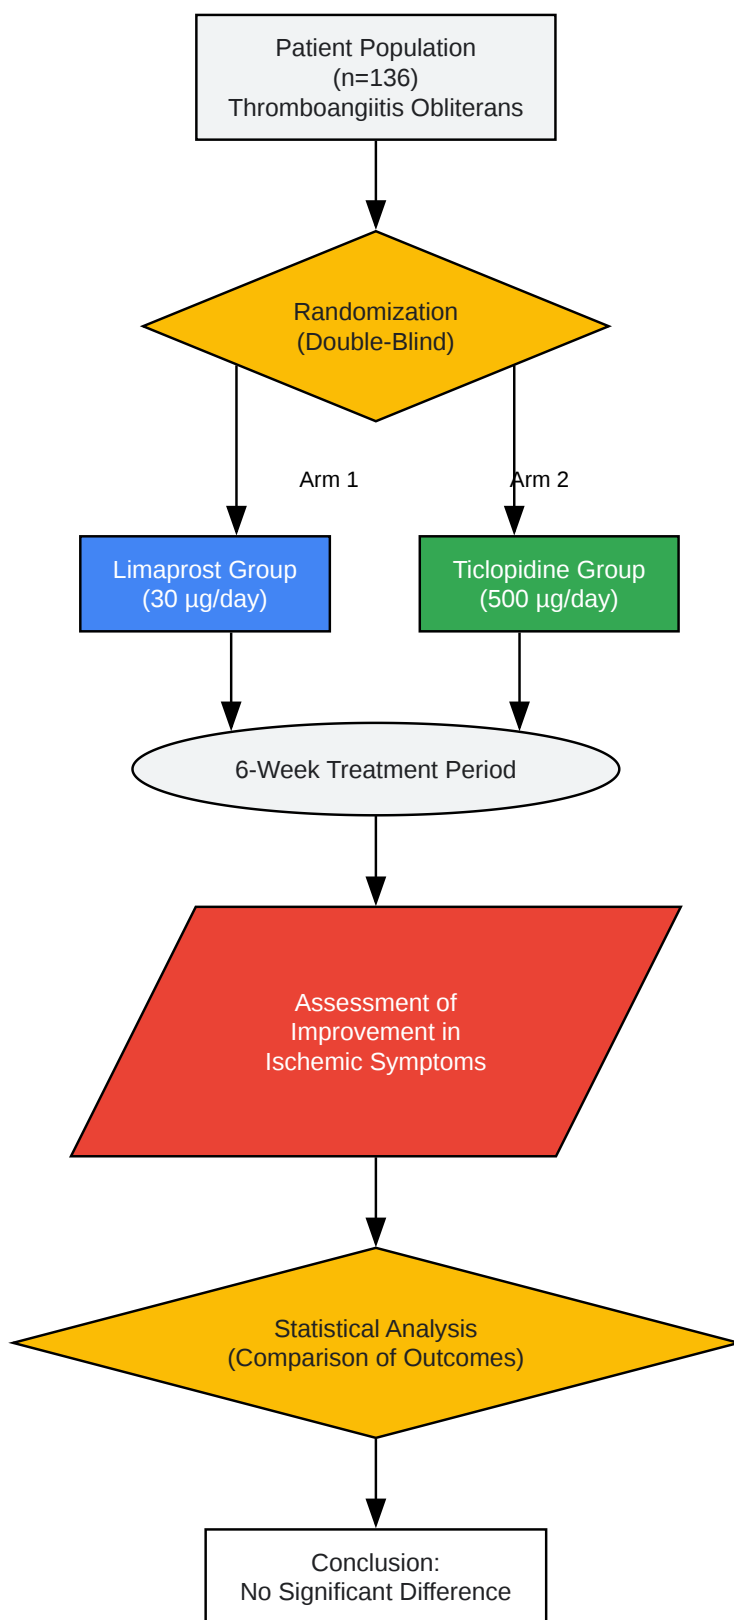 Patient Population
(n=136)
Thromboangiitis Obliterans
Randomization
(Double-Blind)
Arm 1
Arm 2
Limaprost Group
(30 µg/day)
Ticlopidine Group
(500 µg/day)
6-Week Treatment Period
Assessment of
Improvement in
Ischemic Symptoms
Statistical Analysis
(Comparison of Outcomes)
Conclusion:
No Significant Difference